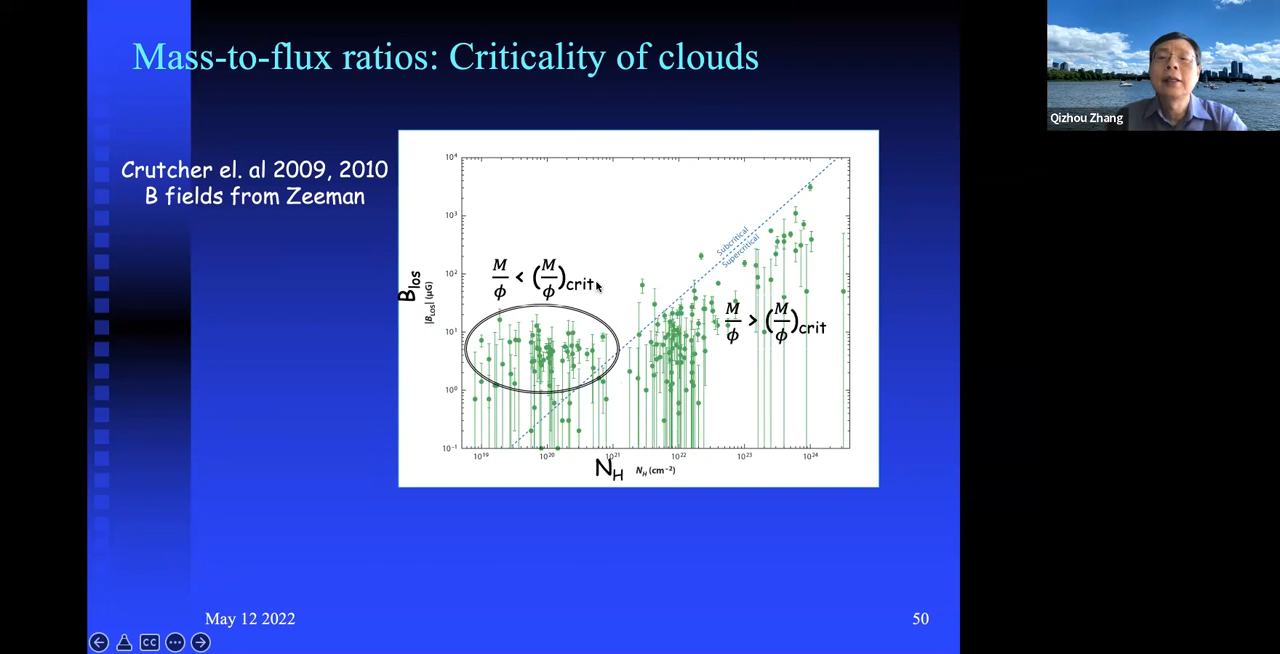 Mass-to-flux ratios: Criticality of clouds
Qizhou Zhang
Crutcher el. al 2009, 2010
B fields from Zeeman
10⁴
10³
10²
10¹
10⁰
10⁻¹
B_los
|B_LOS| (μG)
Subcritical
Supercritical
M/ϕ < (M/ϕ)crit
M/ϕ > (M/ϕ)crit
10¹⁹ 10²⁰ 10²¹ 10²² 10²³ 10²⁴
N_H N_H (cm⁻²)
May 12 2022
50
CC